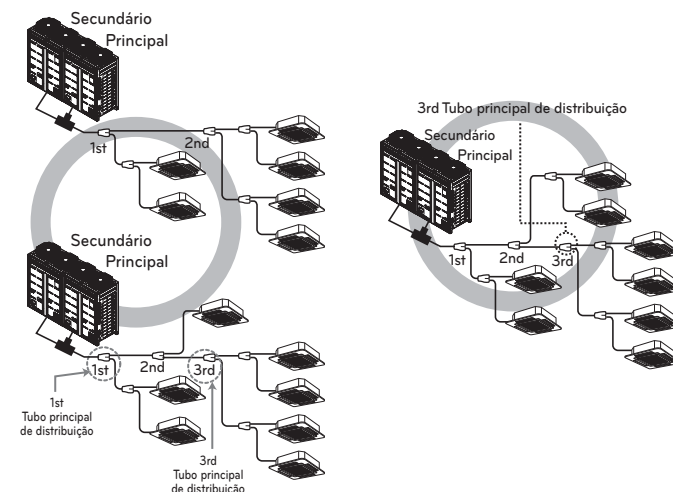 Secundário
Principal
1st
2nd
Secundário
Principal
1st
2nd
3rd
1st
Tubo principal
de distribuição
3rd
Tubo principal
de distribuição
3rd Tubo principal de distribuição
Secundário
Principal
1st
2nd
3rd